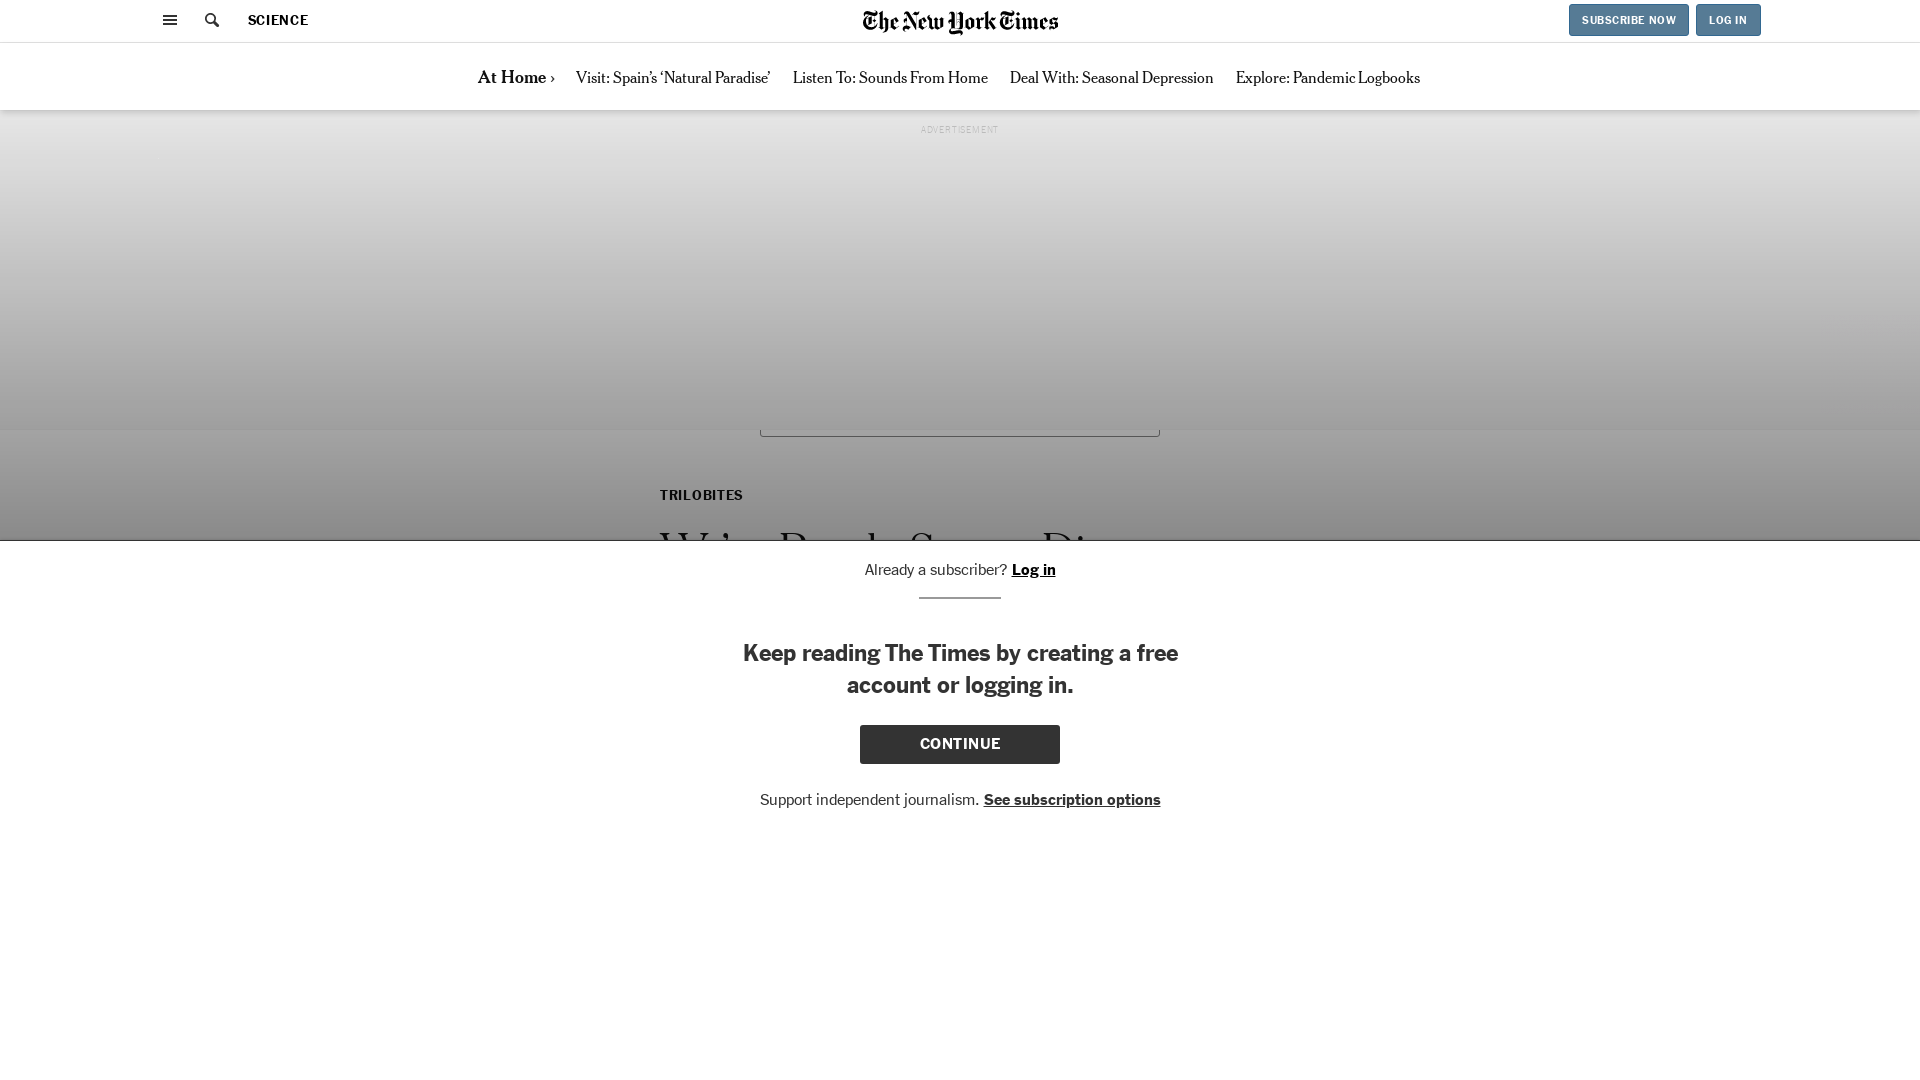 SCIENCE
The New York Times
SUBSCRIBE NOW
LOG IN
At Home ›
Visit: Spain’s ‘Natural Paradise’
Listen To: Sounds From Home
Deal With: Seasonal Depression
Explore: Pandemic Logbooks
ADVERTISEMENT
TRILOBITES
Already a subscriber? Log in
Keep reading The Times by creating a free
account or logging in.
CONTINUE
Support independent journalism. See subscription options